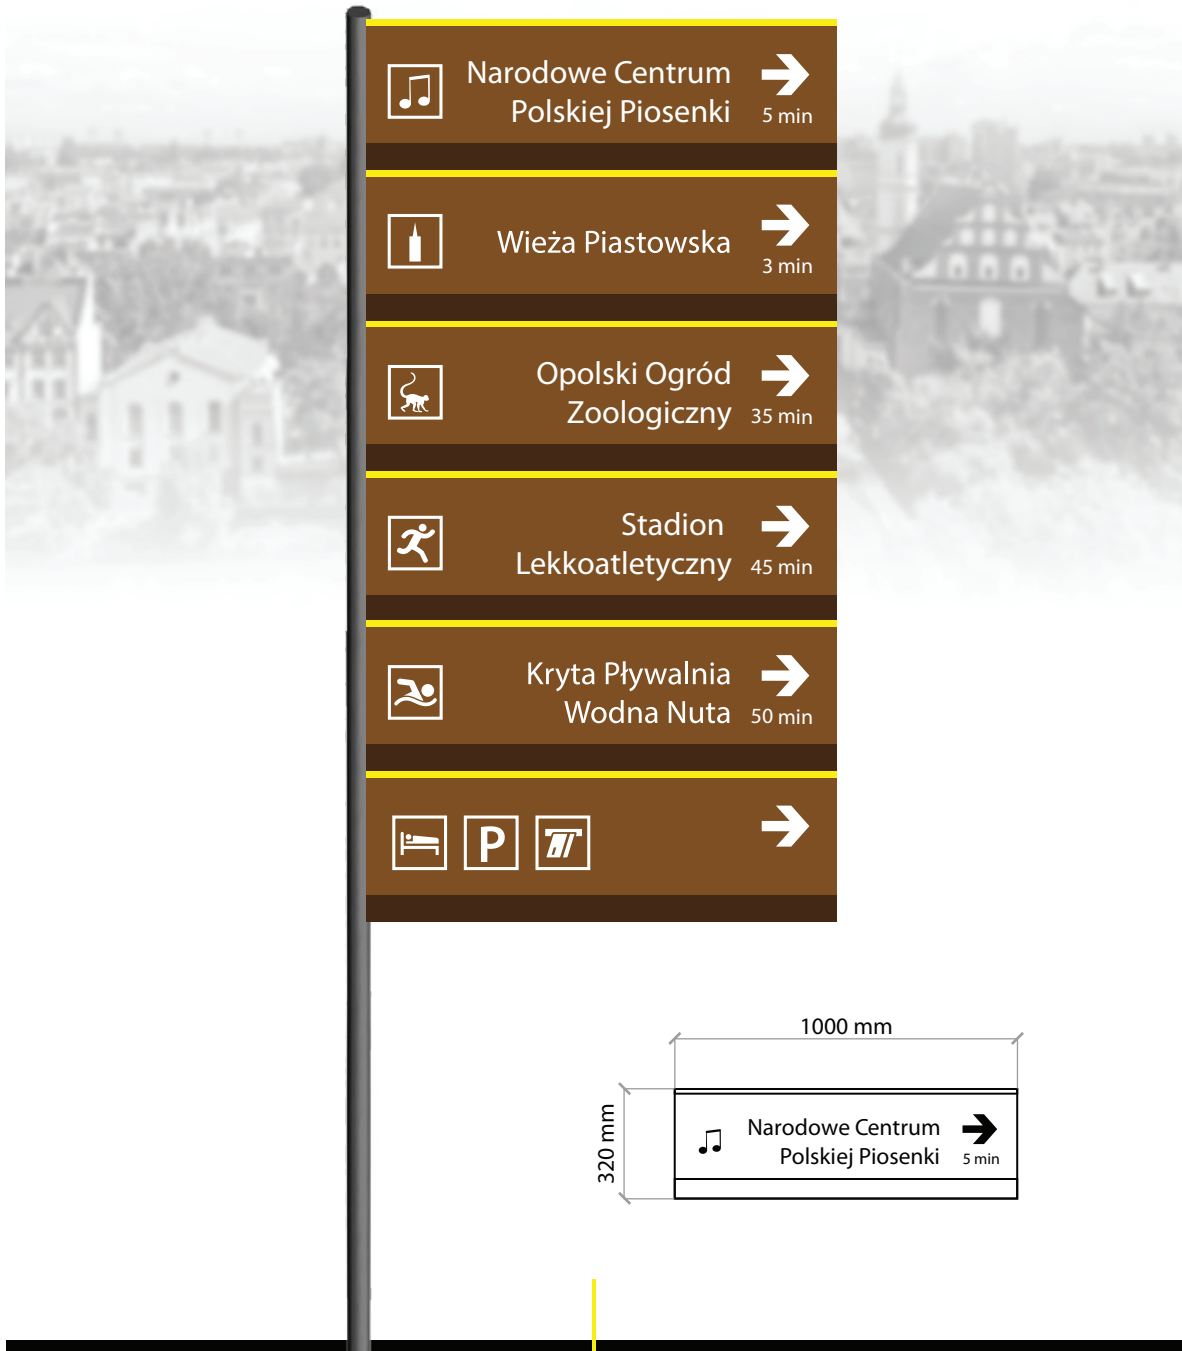 Narodowe Centrum
Polskiej Piosenki
5 min
Wieża Piastowska
3 min
Opolski Ogród
Zoologiczny
35 min
Stadion
Lekkoatletyczny
45 min
Kryta Pływalnia
Wodna Nuta
50 min
P
1000 mm
320 mm
Narodowe Centrum
Polskiej Piosenki
5 min